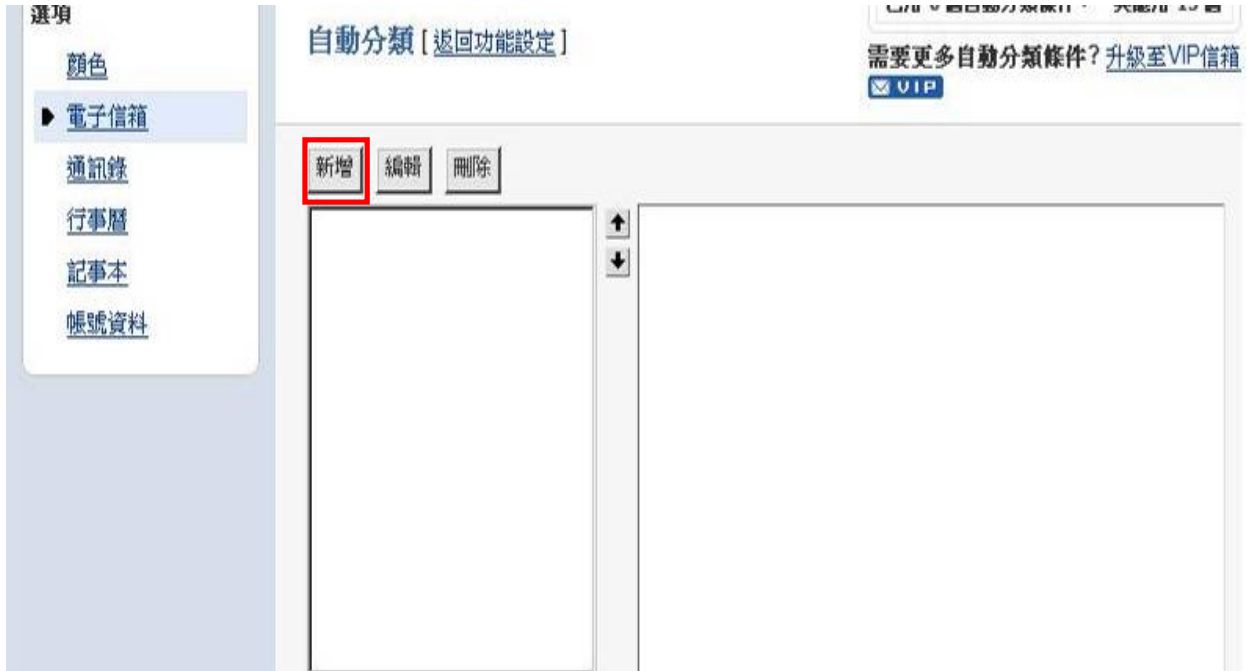 選項
顏色
電子信箱
通訊錄
行事曆
記事本
帳號資料
自動分類 [ 返回功能設定 ]
需要更多自動分類條件? 升級至VIP信箱
VIP
新增
編輯
刪除